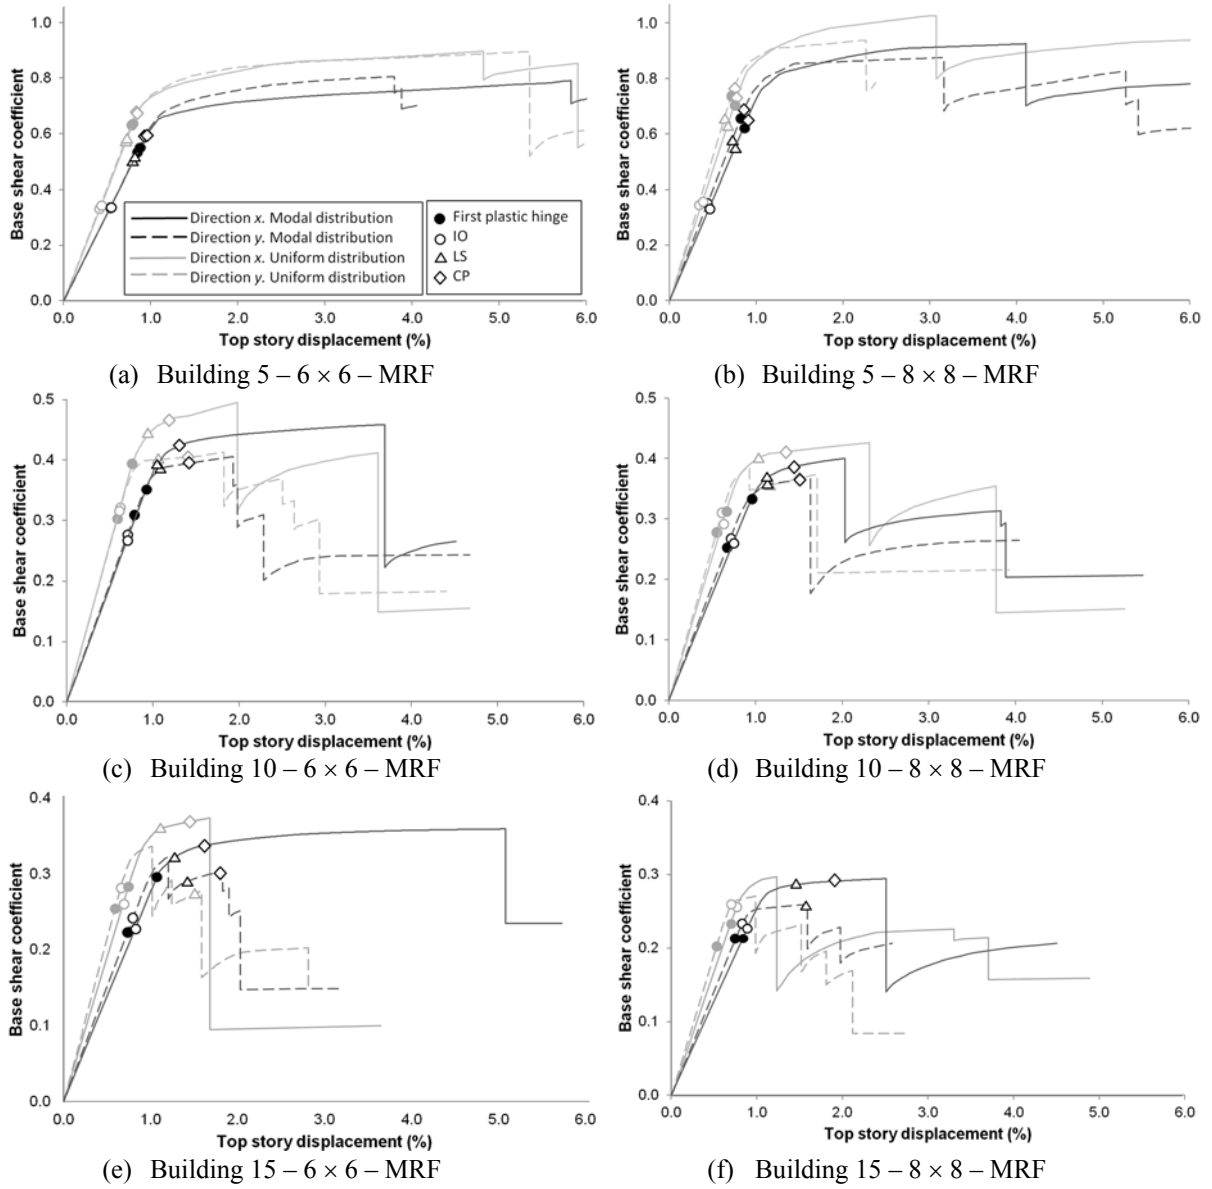 1.0
0.8
0.6
0.4
0.2
0.0
Base shear coefficient
Direction x. Modal distribution
Direction y. Modal distribution
Direction x. Uniform distribution
Direction y. Uniform distribution
First plastic hinge
IO
LS
CP
0.0 1.0 2.0 3.0 4.0 5.0 6.0
Top story displacement (%)
(a) Building 5 – 6 × 6 – MRF
1.0
0.8
0.6
0.4
0.2
0.0
Base shear coefficient
0.0 1.0 2.0 3.0 4.0 5.0 6.0
Top story displacement (%)
(b) Building 5 – 8 × 8 – MRF
0.5
0.4
0.3
0.2
0.1
0.0
Base shear coefficient
0.0 1.0 2.0 3.0 4.0 5.0 6.0
Top story displacement (%)
(c) Building 10 – 6 × 6 – MRF
0.5
0.4
0.3
0.2
0.1
0.0
Base shear coefficient
0.0 1.0 2.0 3.0 4.0 5.0 6.0
Top story displacement (%)
(d) Building 10 – 8 × 8 – MRF
0.4
0.3
0.2
0.1
0.0
Base shear coefficient
0.0 1.0 2.0 3.0 4.0 5.0 6.0
Top story displacement (%)
(e) Building 15 – 6 × 6 – MRF
0.4
0.3
0.2
0.1
0.0
Base shear coefficient
0.0 1.0 2.0 3.0 4.0 5.0 6.0
Top story displacement (%)
(f) Building 15 – 8 × 8 – MRF